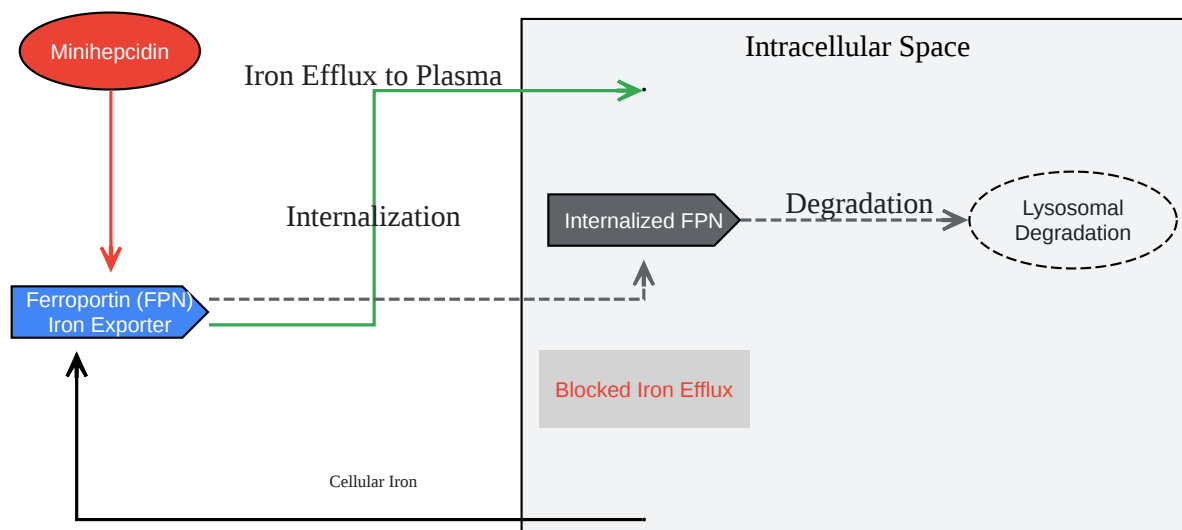 Minihepcidin
Intracellular Space
Iron Efflux to Plasma
Internalization
Internalized FPN
Degradation
Lysosomal
Degradation
Ferroportin (FPN)
Iron Exporter
Blocked Iron Efflux
Cellular Iron